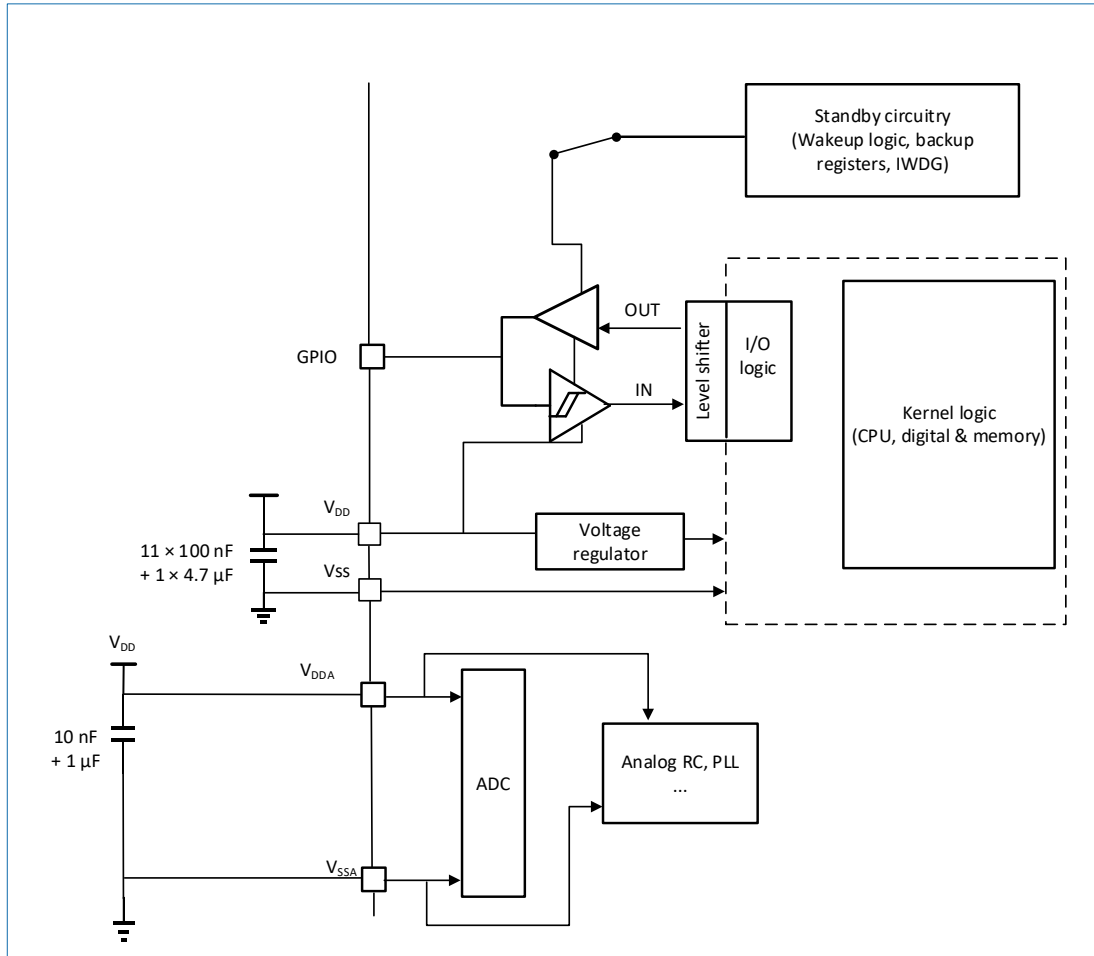 Standby circuitry
(Wakeup logic, backup
registers, IWDG)
OUT
GPIO
Level shifter
I/O
logic
IN
Kernel logic
(CPU, digital & memory)
VDD
Voltage
regulator
11 × 100 nF
+ 1 × 4.7 µF
VSS
VDD
VDDA
10 nF
+ 1 µF
ADC
Analog RC, PLL
...
VSSA